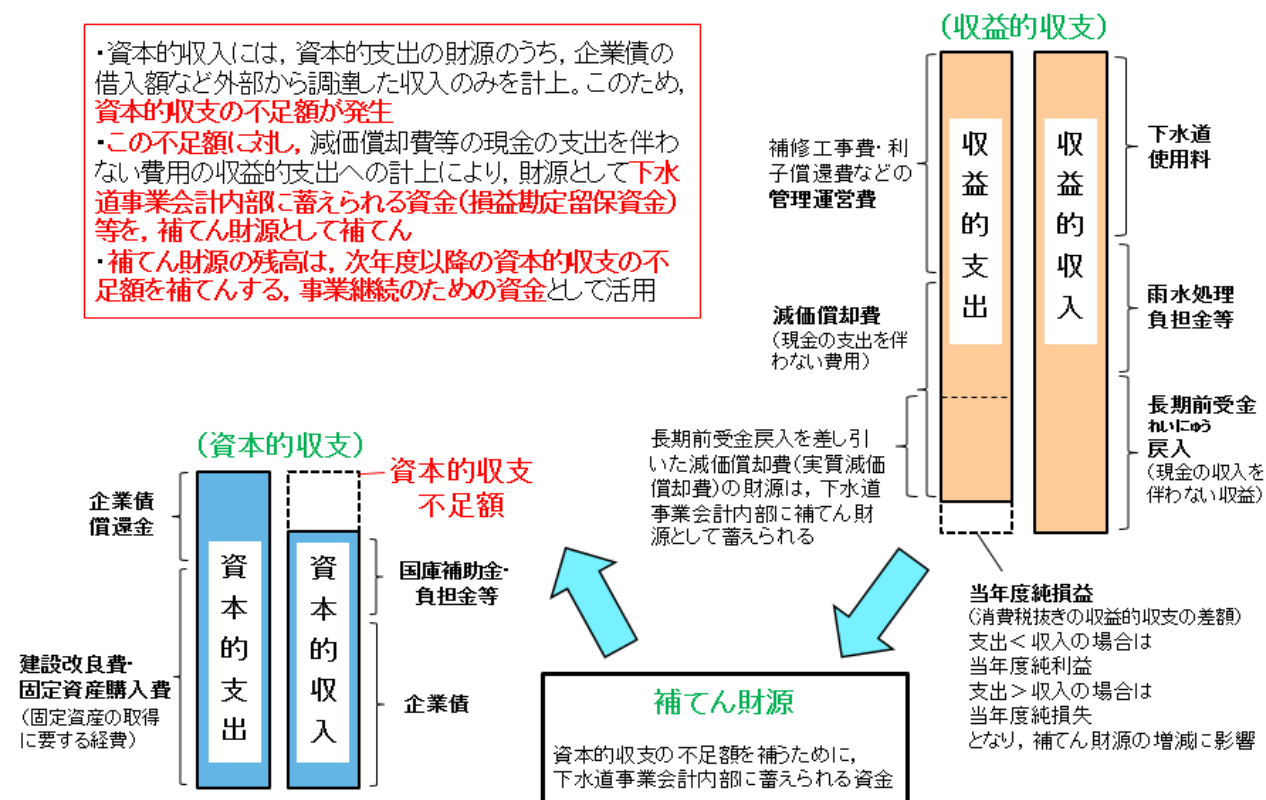 ・資本的収入には，資本的支出の財源のうち，企業債の
借入額など外部から調達した収入のみを計上。このため，
資本的収支の不足額が発生
・この不足額に対し，減価償却費等の現金の支出を伴わ
ない費用の収益的支出への計上により，財源として下水
道事業会計内部に蓄えられる資金（損益勘定留保資金）
等を，補てん財源として補てん
・補てん財源の残高は，次年度以降の資本的収支の不
足額を補てんする，事業継続のための資金として活用
（収益的収支）
補修工事費・利
子償還費などの
管理運営費
減価償却費
（現金の支出を伴
わない費用）
長期前受金戻入を差し引
いた減価償却費（実質減価
償却費）の財源は，下水道
事業会計内部に補てん財
源として蓄えられる
収益的支出
収益的収入
下水道
使用料
雨水処理
負担金等
長期前受金
れいにゅう
戻入
（現金の収入を
伴わない収益）
当年度純損益
（消費税抜きの収益的収支の差額）
支出＜収入の場合は
当年度純利益
支出＞収入の場合は
当年度純損失
となり，補てん財源の増減に影響
（資本的収支）
企業債
償還金
建設改良費・
固定資産購入費
（固定資産の取得
に要する経費）
資本的支出
資本的収入
資本的収支
不足額
国庫補助金・
負担金等
企業債
補てん財源
資本的収支の不足額を補うために，
下水道事業会計内部に蓄えられる資金